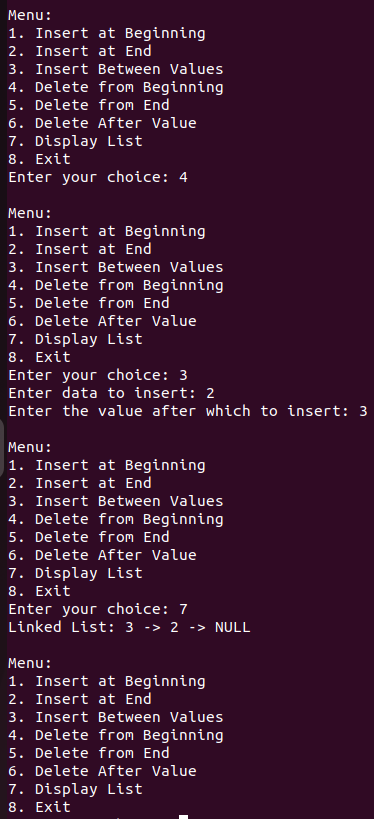 Menu:
1. Insert at Beginning
2. Insert at End
3. Insert Between Values
4. Delete from Beginning
5. Delete from End
6. Delete After Value
7. Display List
8. Exit
Enter your choice: 4
Menu:
1. Insert at Beginning
2. Insert at End
3. Insert Between Values
4. Delete from Beginning
5. Delete from End
6. Delete After Value
7. Display List
8. Exit
Enter your choice: 3
Enter data to insert: 2
Enter the value after which to insert: 3
Menu:
1. Insert at Beginning
2. Insert at End
3. Insert Between Values
4. Delete from Beginning
5. Delete from End
6. Delete After Value
7. Display List
8. Exit
Enter your choice: 7
Linked List: 3 -> 2 -> NULL
Menu:
1. Insert at Beginning
2. Insert at End
3. Insert Between Values
4. Delete from Beginning
5. Delete from End
6. Delete After Value
7. Display List
8. Exit